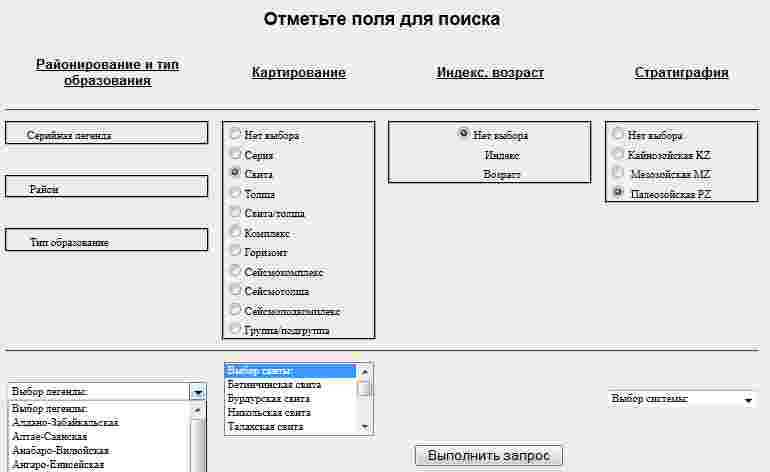 Отметьте поля для поиска
Районирование и тип
образования
Картирование
Индекс, возраст
Стратиграфия
Серийная легенда
Район
Тип образование
Нет выбора
Серия
Свита
Толща
Свита/толща
Комплекс
Горизонт
Сейсмокомплекс
Сейсмотолща
Сейсмоподкомплекс
Группа/подгруппа
Нет выбора
Индекс
Возраст
Нет выбора
Кайнозойская KZ
Мезозойская MZ
Палеозойская PZ
Выбор легенды:
Выбор легенды:
Алдано-Забайкальская
Алтае-Саянская
Анабаро-Вилюйская
Ангаро-Енисейская
Выбор свиты:
Бетинчинская свита
Бурдурская свита
Никольская свита
Талахская свита
Выполнить запрос
Выбор системы: